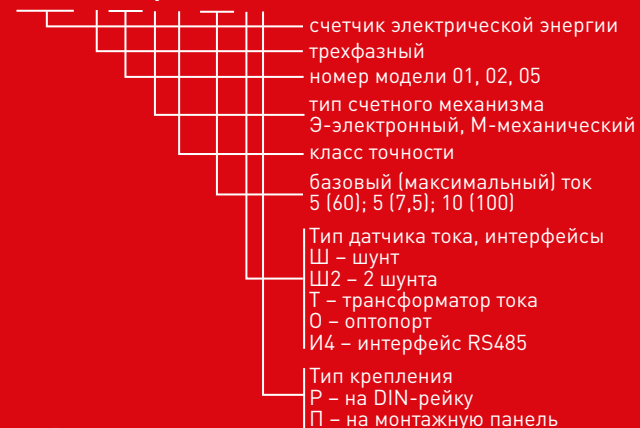 счетчик электрической энергии
трехфазный
номер модели 01, 02, 05
тип счетного механизма
Э-электронный, М-механический
класс точности
базовый (максимальный) ток
5 (60); 5 (7,5); 10 (100)
Тип датчика тока, интерфейсы
Ш – шунт
Ш2 – 2 шунта
Т – трансформатор тока
О – оптопорт
И4 – интерфейс RS485
Тип крепления
Р – на DIN-рейку
П – на монтажную панель